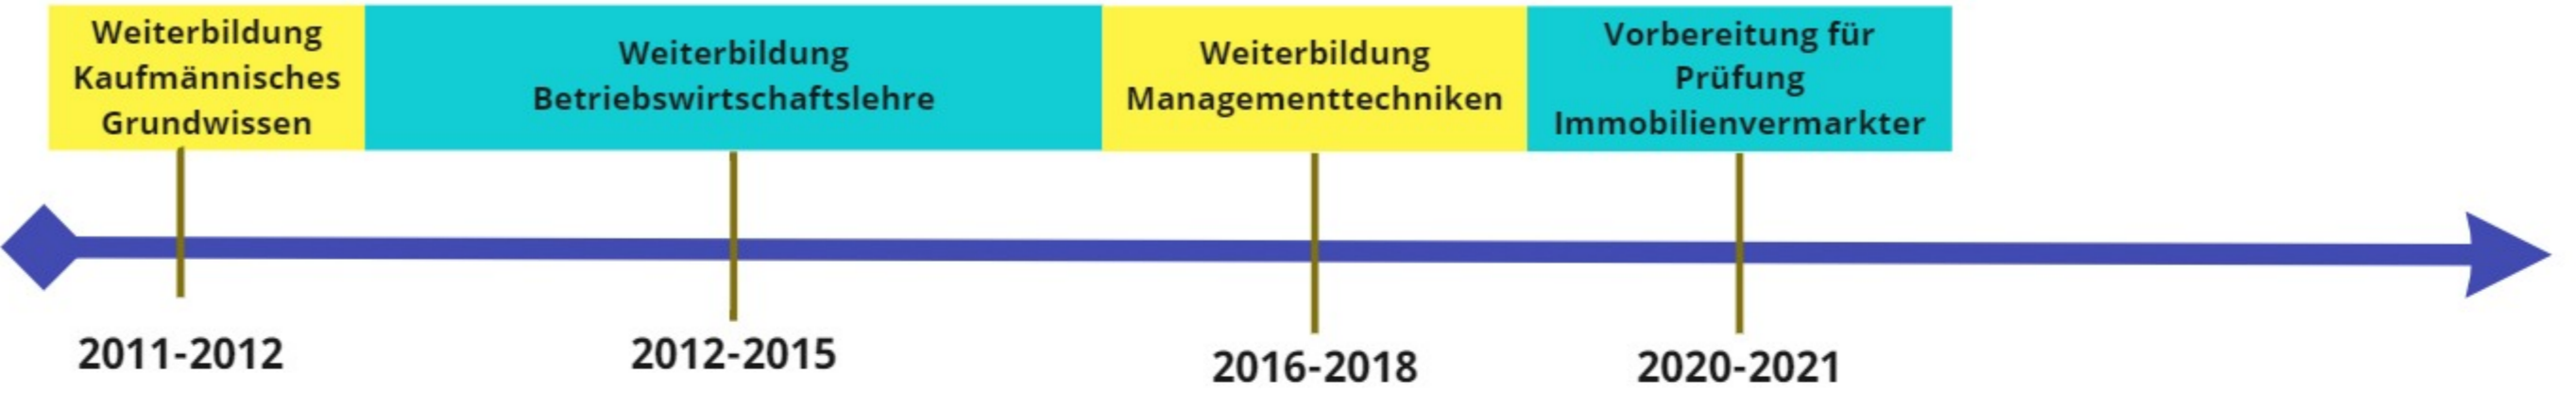 Weiterbildung
Kaufmännisches
Grundwissen
Weiterbildung
Betriebswirtschaftslehre
Weiterbildung
Managementtechniken
Vorbereitung für
Prüfung
Immobilienvermarkter
2011-2012
2012-2015
2016-2018
2020-2021